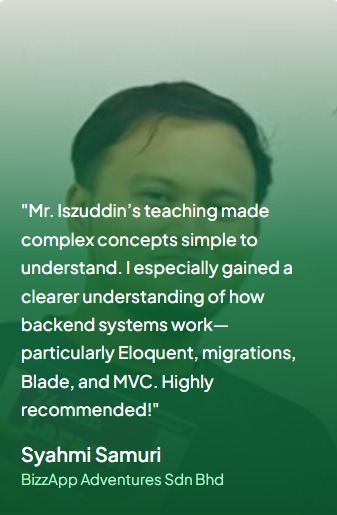 "Mr. Iszuddin’s teaching made
complex concepts simple to
understand. I especially gained a
clearer understanding of how
backend systems work—
particularly Eloquent, migrations,
Blade, and MVC. Highly
recommended!"
Syahmi Samuri
BizzApp Adventures Sdn Bhd